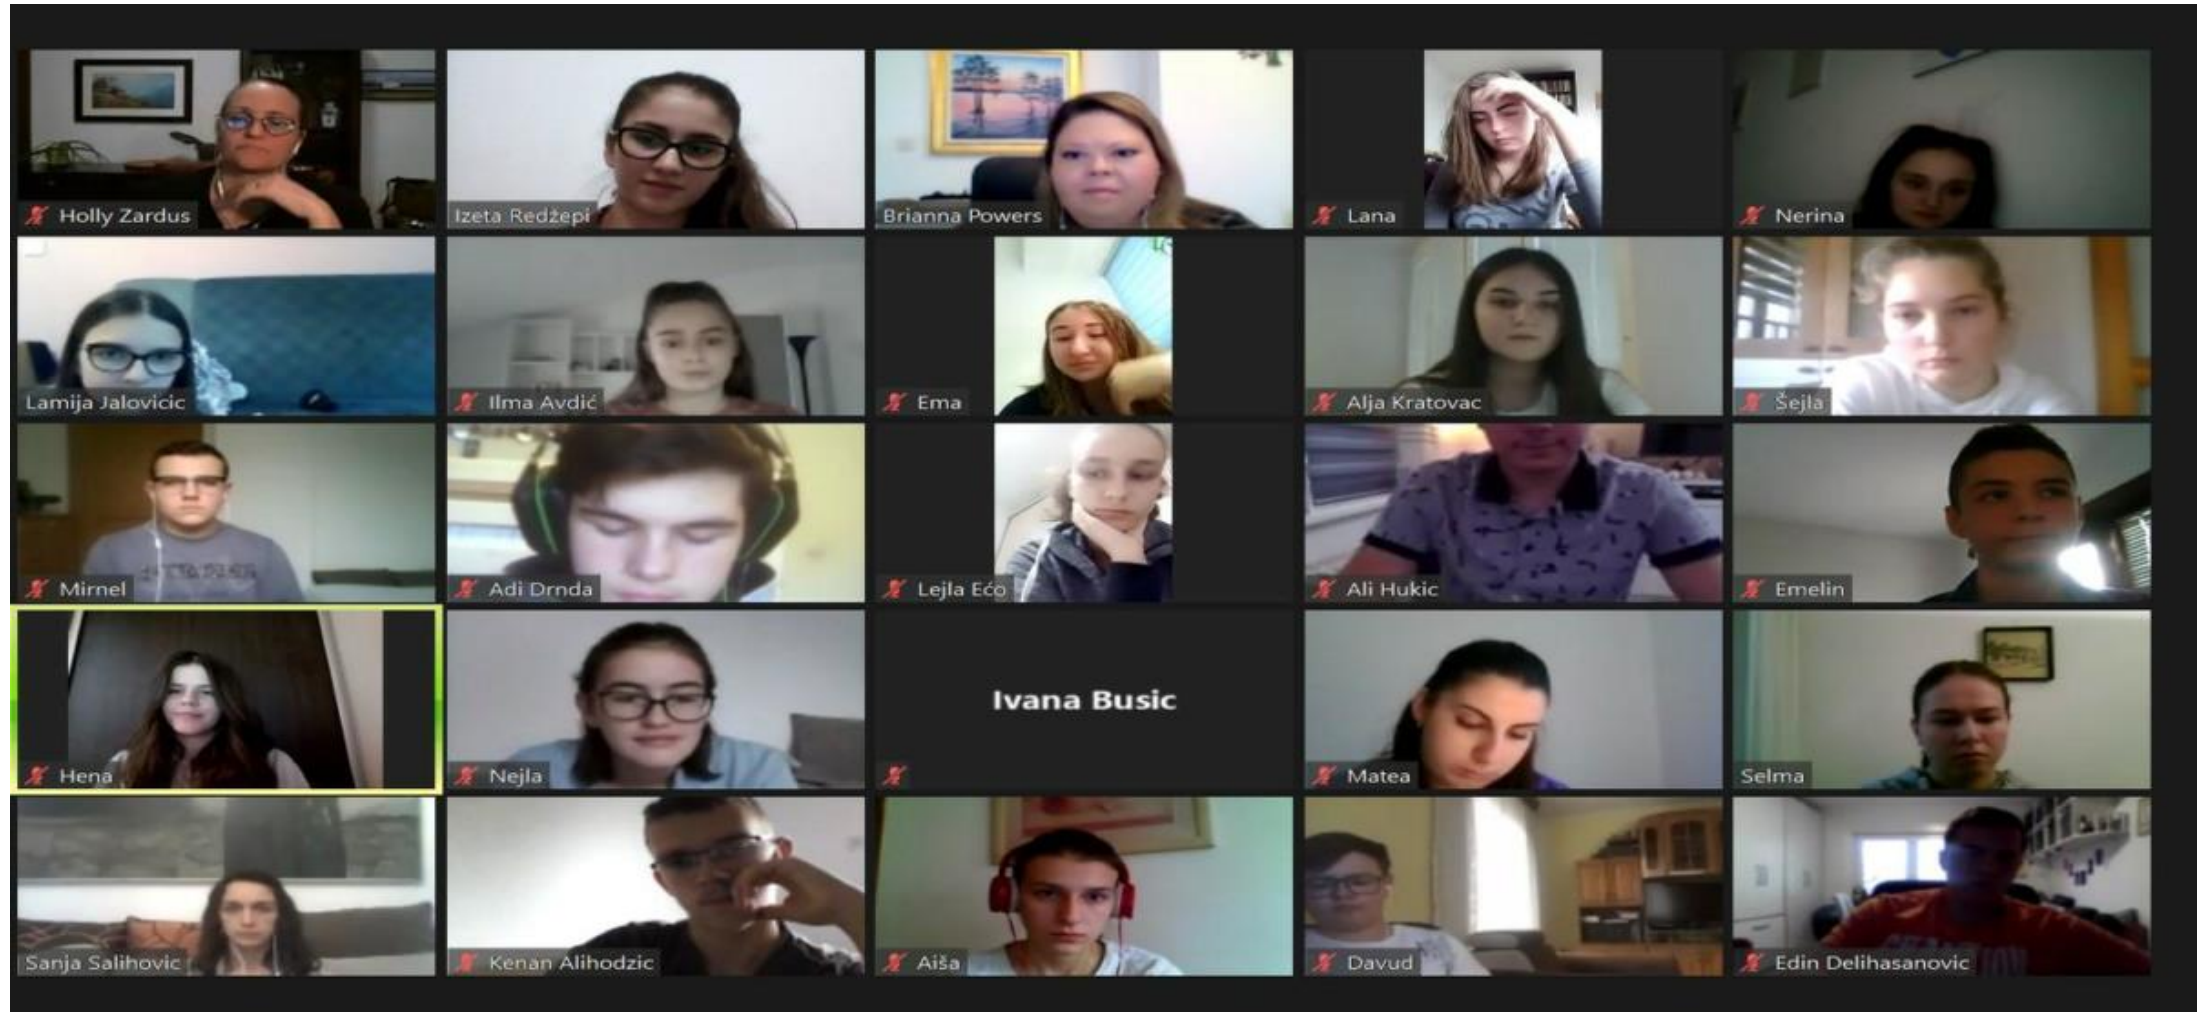 Holly Zardus
Izeta Redžepi
Brianna Powers
Lana
Nerina
Lamija Jalovicic
Ilma Avdić
Ema
Alja Kratovac
Šejla
Mirnel
Adi Drnda
Lejla Ećo
Ali Hukic
Emelin
Hena
Nejla
Ivana Busic
Matea
Selma
Sanja Salihovic
Kenan Alihodzic
Aiša
Davud
Edin Delihasanovic